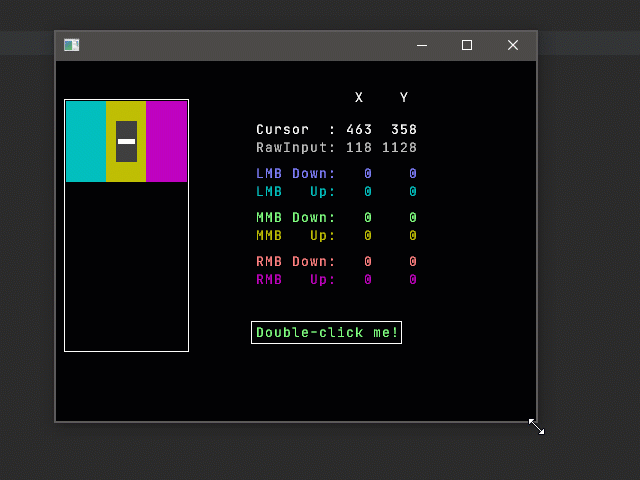 X Y
Cursor : 463 358
RawInput: 118 1128
LMB Down: 0 0
LMB Up: 0 0
MMB Down: 0 0
MMB Up: 0 0
RMB Down: 0 0
RMB Up: 0 0
Double-click me!